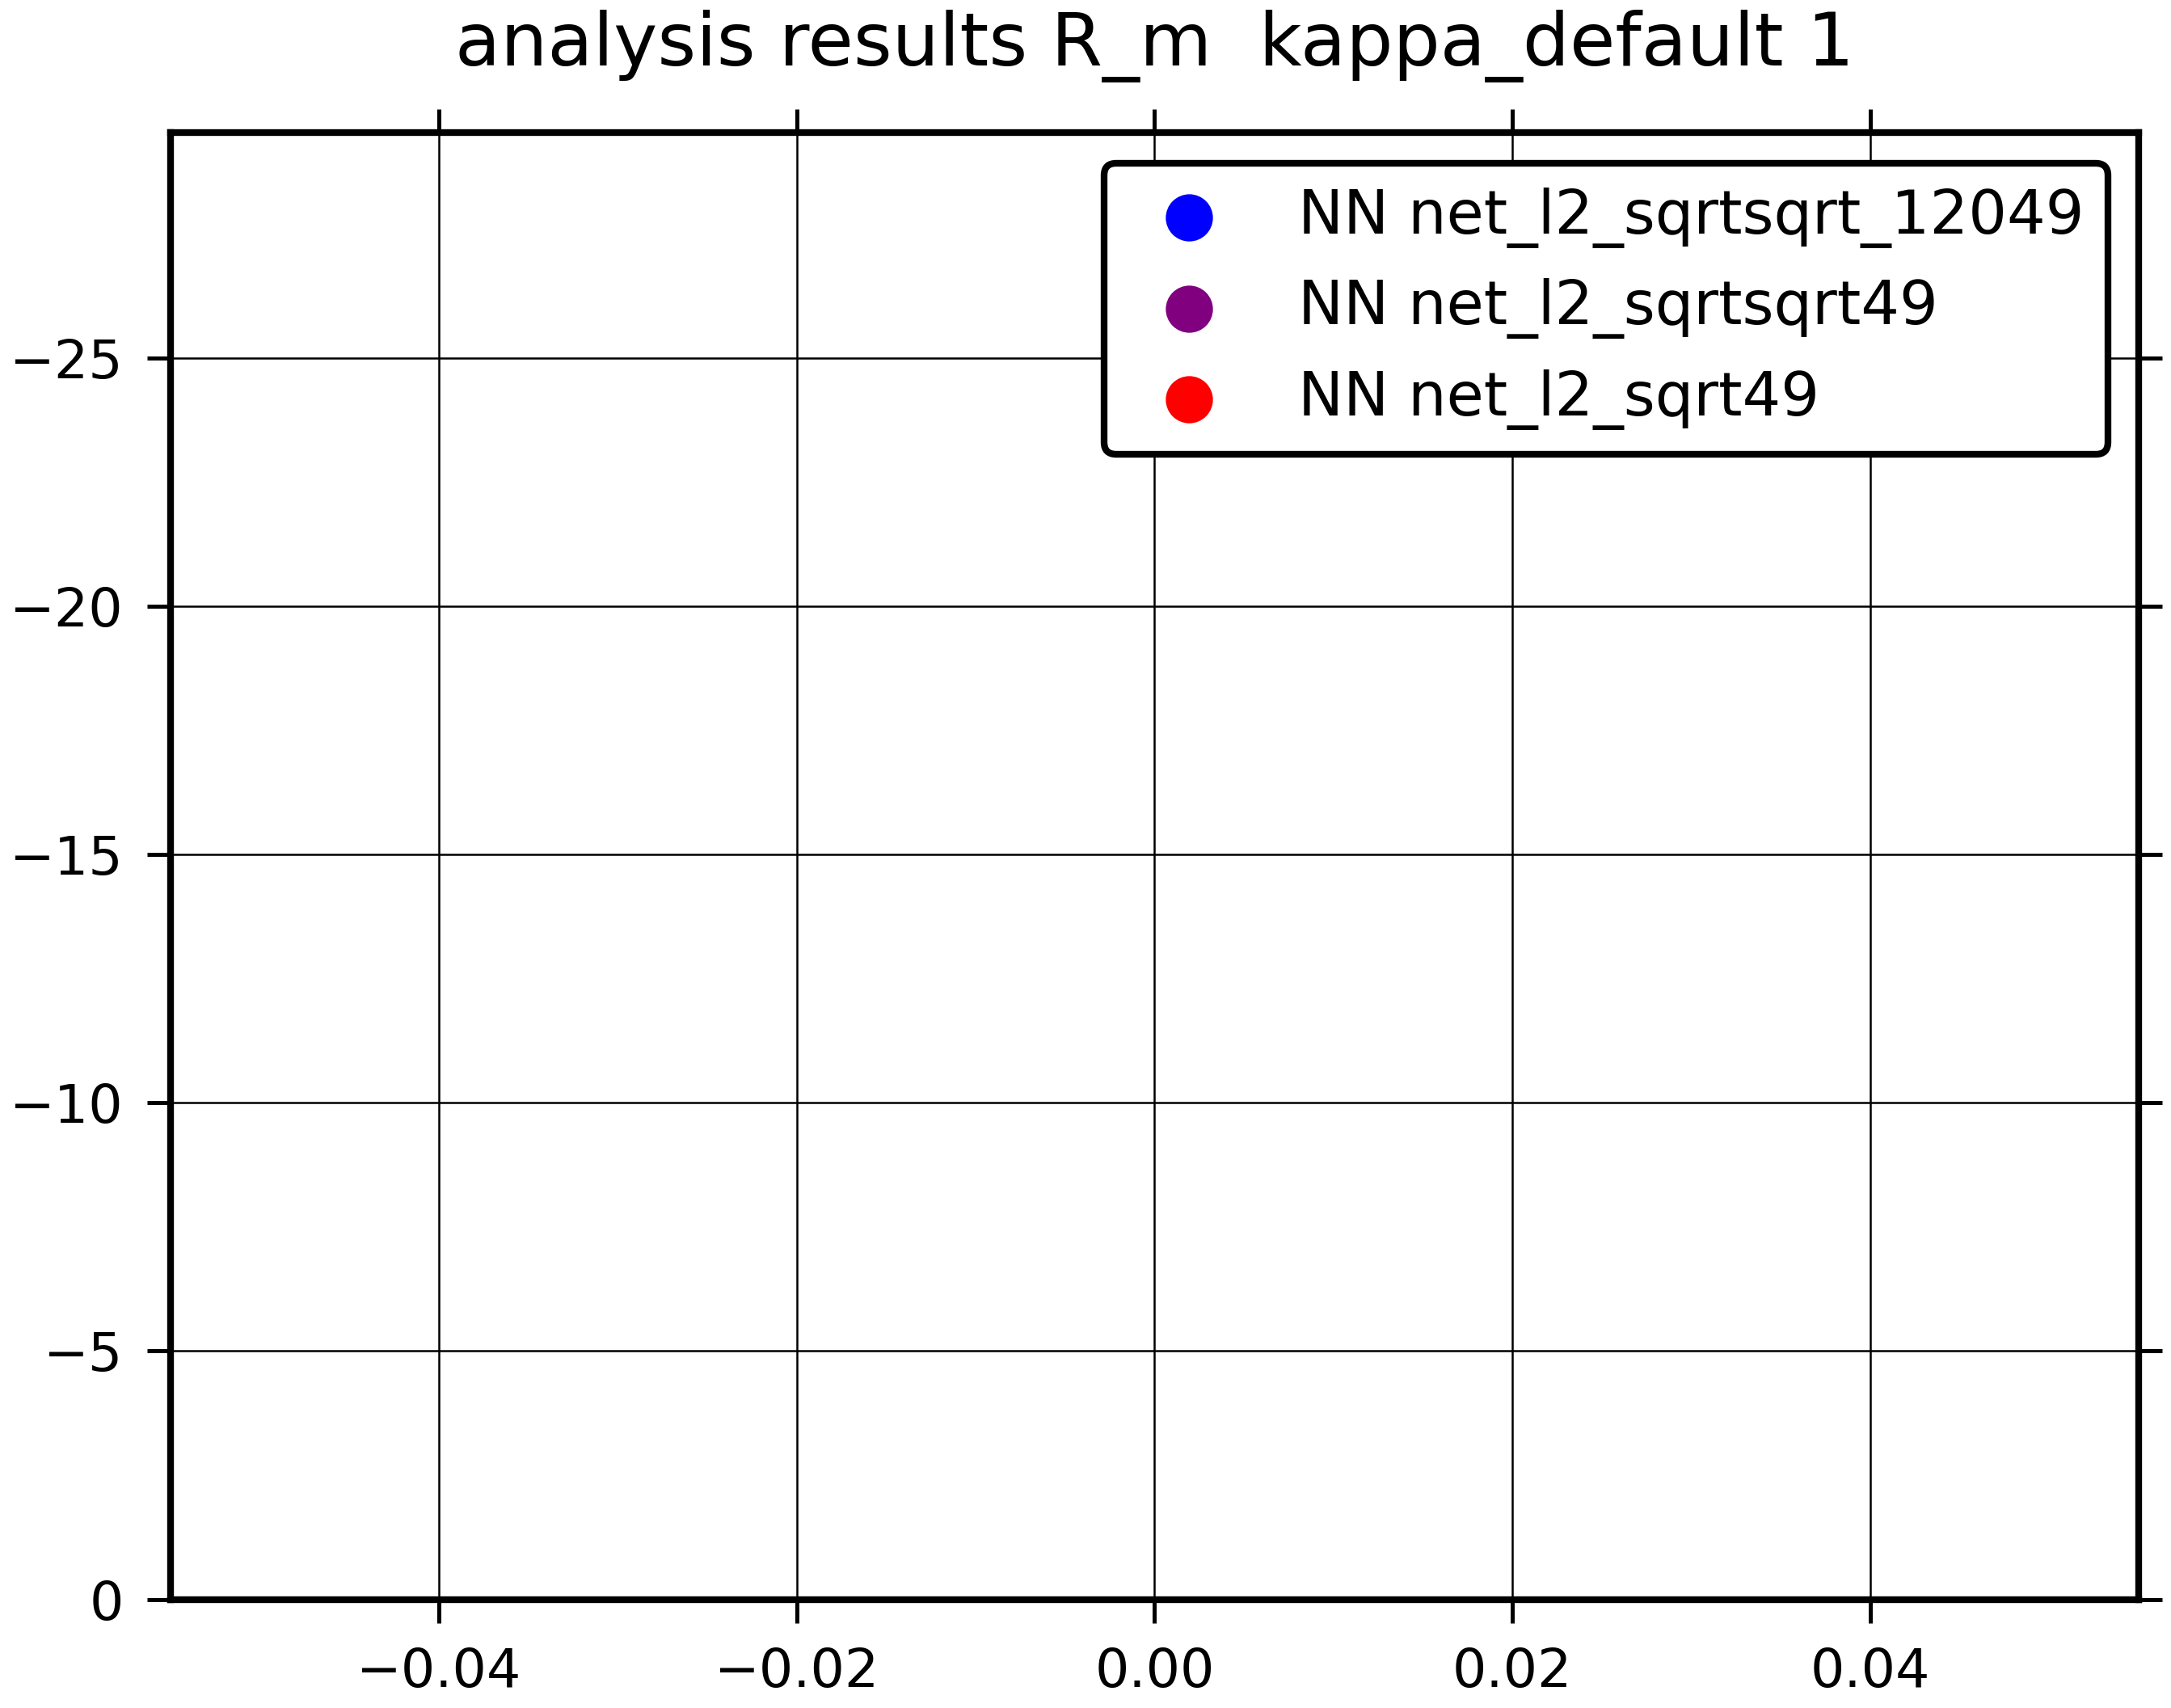 analysis results R_m  kappa_default 1
NN net_l2_sqrtsqrt_12049
NN net_l2_sqrtsqrt49
NN net_l2_sqrt49
−25
−20
−15
−10
−5
0
−0.04 −0.02 0.00 0.02 0.04